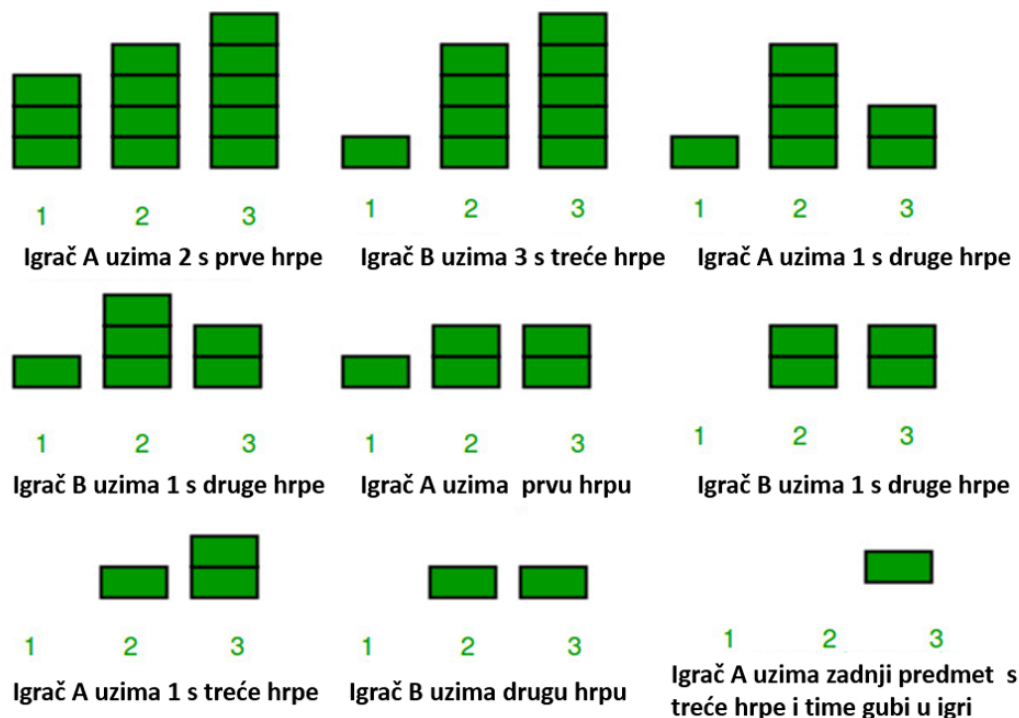 1 2 3
Igrač A uzima 2 s prve hrpe
1 2 3
Igrač B uzima 3 s treće hrpe
1 2 3
Igrač A uzima 1 s druge hrpe
1 2 3
Igrač B uzima 1 s druge hrpe
1 2 3
Igrač A uzima prvu hrpu
1 2 3
Igrač B uzima 1 s druge hrpe
1 2 3
Igrač A uzima 1 s treće hrpe
1 2 3
Igrač B uzima drugu hrpu
1 2 3
Igrač A uzima zadnji predmet s
treće hrpe i time gubi u igri